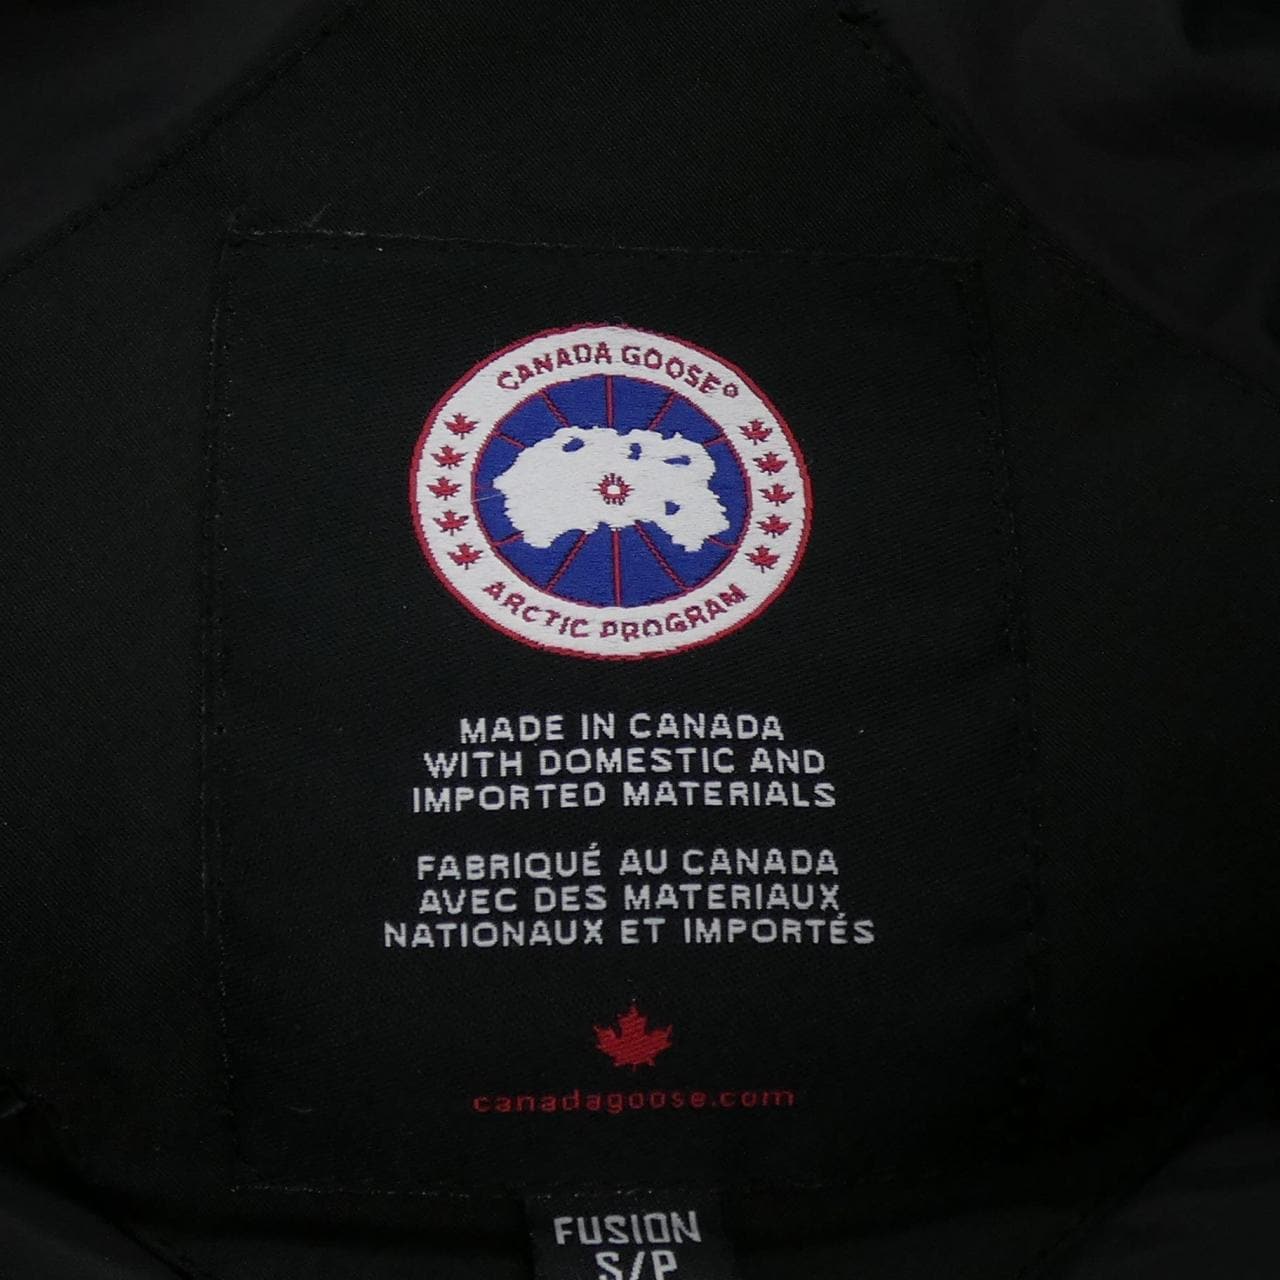 CANADA GOOSE®
ARCTIC PROGRAM
MADE IN CANADA
WITH DOMESTIC AND
IMPORTED MATERIALS
FABRIQUÉ AU CANADA
AVEC DES MATERIAUX
NATIONAUX ET IMPORTÉS
canadagoose.com
FUSION
S/P